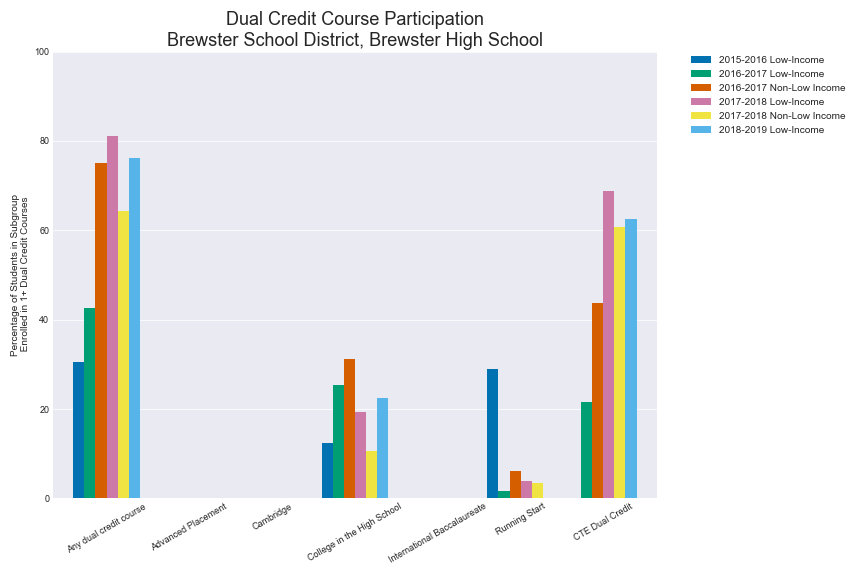 Dual Credit Course Participation
Brewster School District, Brewster High School
Percentage of Students in Subgroup
Enrolled in 1+ Dual Credit Courses
100
80
60
40
20
0
Any dual credit course
Advanced Placement
Cambridge
College in the High School
International Baccalaureate
Running Start
CTE Dual Credit
2015-2016 Low-Income
2016-2017 Low-Income
2016-2017 Non-Low Income
2017-2018 Low-Income
2017-2018 Non-Low Income
2018-2019 Low-Income